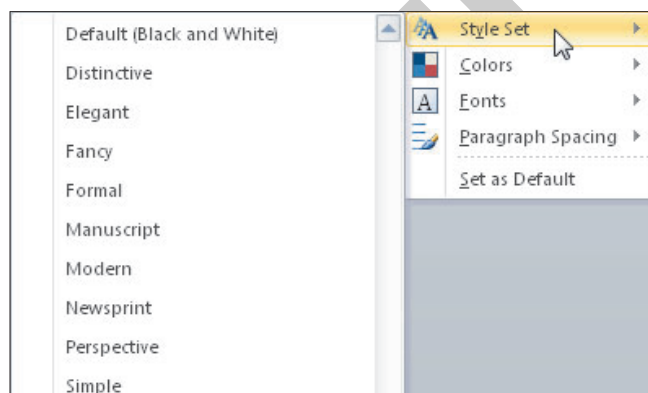 Default (Black and White)
Distinctive
Elegant
Fancy
Formal
Manuscript
Modern
Newsprint
Perspective
Simple
Style Set
Colors
A Fonts
Paragraph Spacing
Set as Default